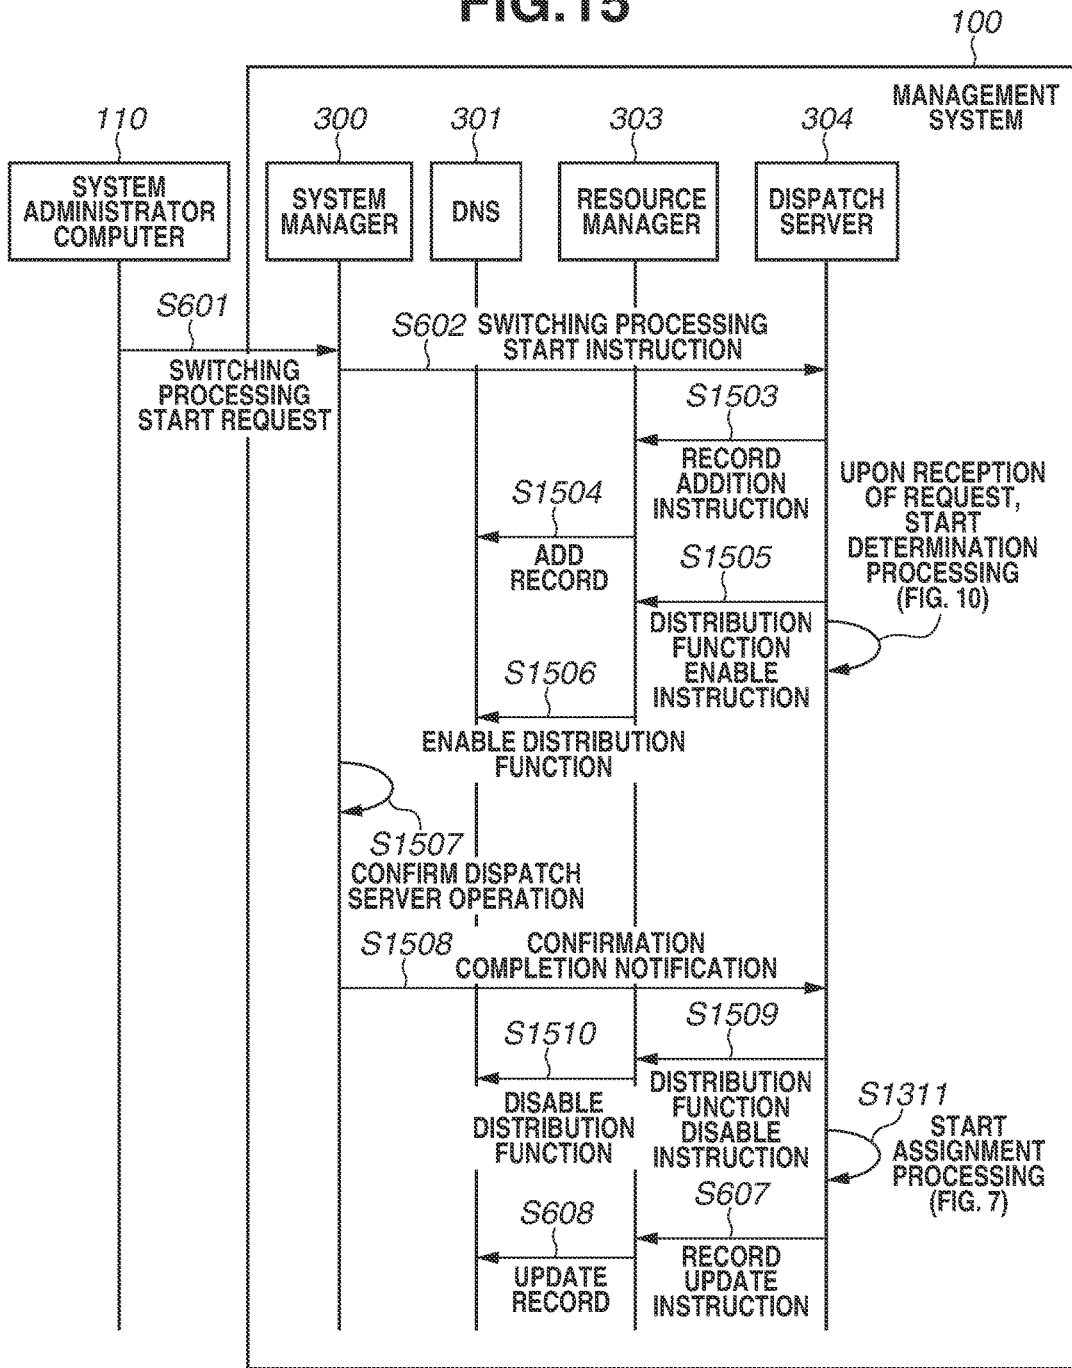 FIG.15
100
MANAGEMENT
SYSTEM
110
300
301
303
304
SYSTEM
ADMINISTRATOR
COMPUTER
SYSTEM
MANAGER
DNS
RESOURCE
MANAGER
DISPATCH
SERVER
S601
SWITCHING
PROCESSING
START REQUEST
S602
SWITCHING PROCESSING
START INSTRUCTION
S1503
RECORD
ADDITION
INSTRUCTION
UPON RECEPTION
OF REQUEST,
START
DETERMINATION
PROCESSING
(FIG. 10)
S1504
ADD
RECORD
S1505
DISTRIBUTION
FUNCTION
ENABLE
INSTRUCTION
S1506
ENABLE DISTRIBUTION
FUNCTION
S1507
CONFIRM DISPATCH
SERVER OPERATION
S1508
CONFIRMATION
COMPLETION NOTIFICATION
S1509
DISTRIBUTION
FUNCTION
DISABLE
INSTRUCTION
S1510
DISABLE
DISTRIBUTION
FUNCTION
S1311
START
ASSIGNMENT
PROCESSING
(FIG. 7)
S607
RECORD
UPDATE
INSTRUCTION
S608
UPDATE
RECORD